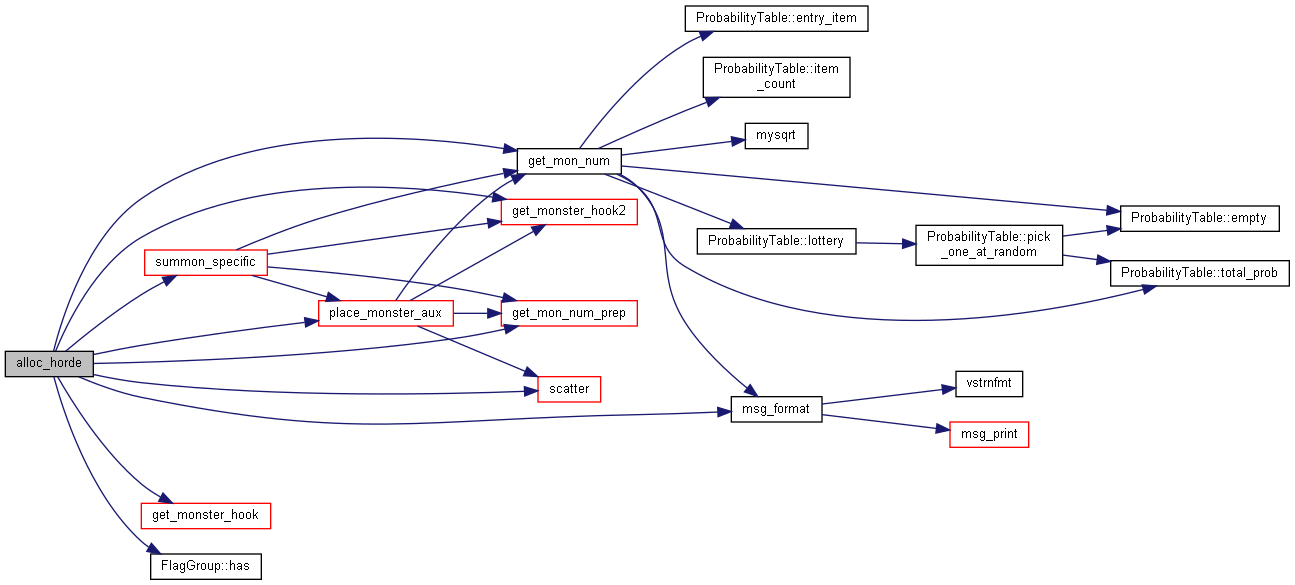 ProbabilityTable::entry_item
ProbabilityTable::item
_count
mysqrt
get_mon_num
get_monster_hook2
ProbabilityTable::empty
ProbabilityTable::lottery
ProbabilityTable::pick
_one_at_random
summon_specific
ProbabilityTable::total_prob
place_monster_aux
get_mon_num_prep
alloc_horde
scatter
vstrnfmt
msg_format
msg_print
get_monster_hook
FlagGroup::has